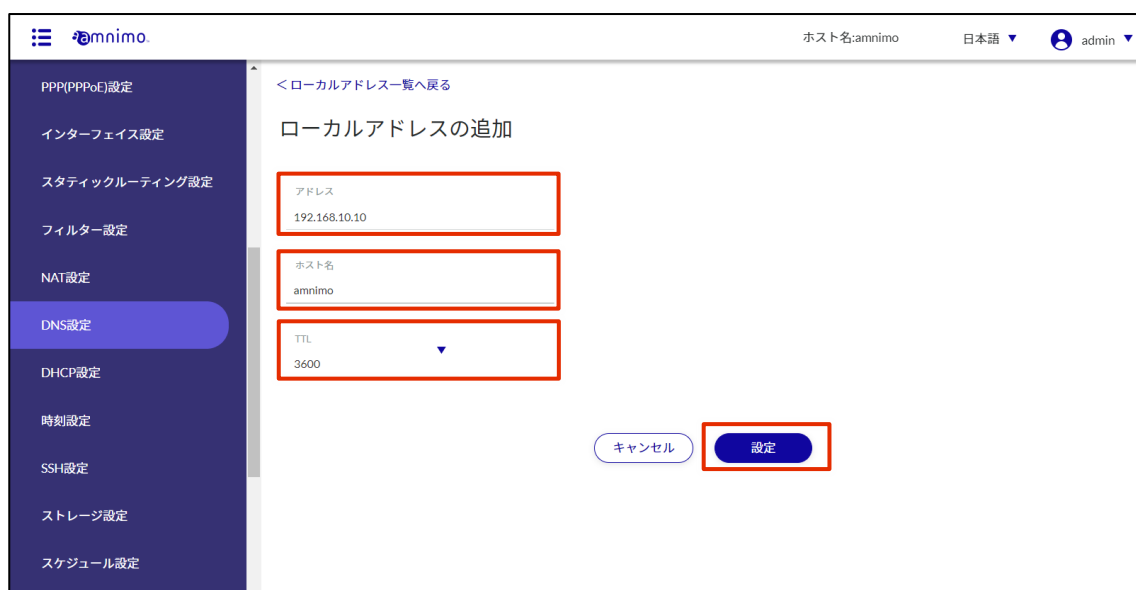 amnimo.
ホスト名:amnimo
日本語 ▼
admin ▼
PPP(PPPoE)設定
インターフェイス設定
スタティックルーティング設定
フィルター設定
NAT設定
DNS設定
DHCP設定
時刻設定
SSH設定
ストレージ設定
スケジュール設定
＜ローカルアドレス一覧へ戻る
ローカルアドレスの追加
アドレス
192.168.10.10
ホスト名
amnimo
TTL
3600
キャンセル
設定